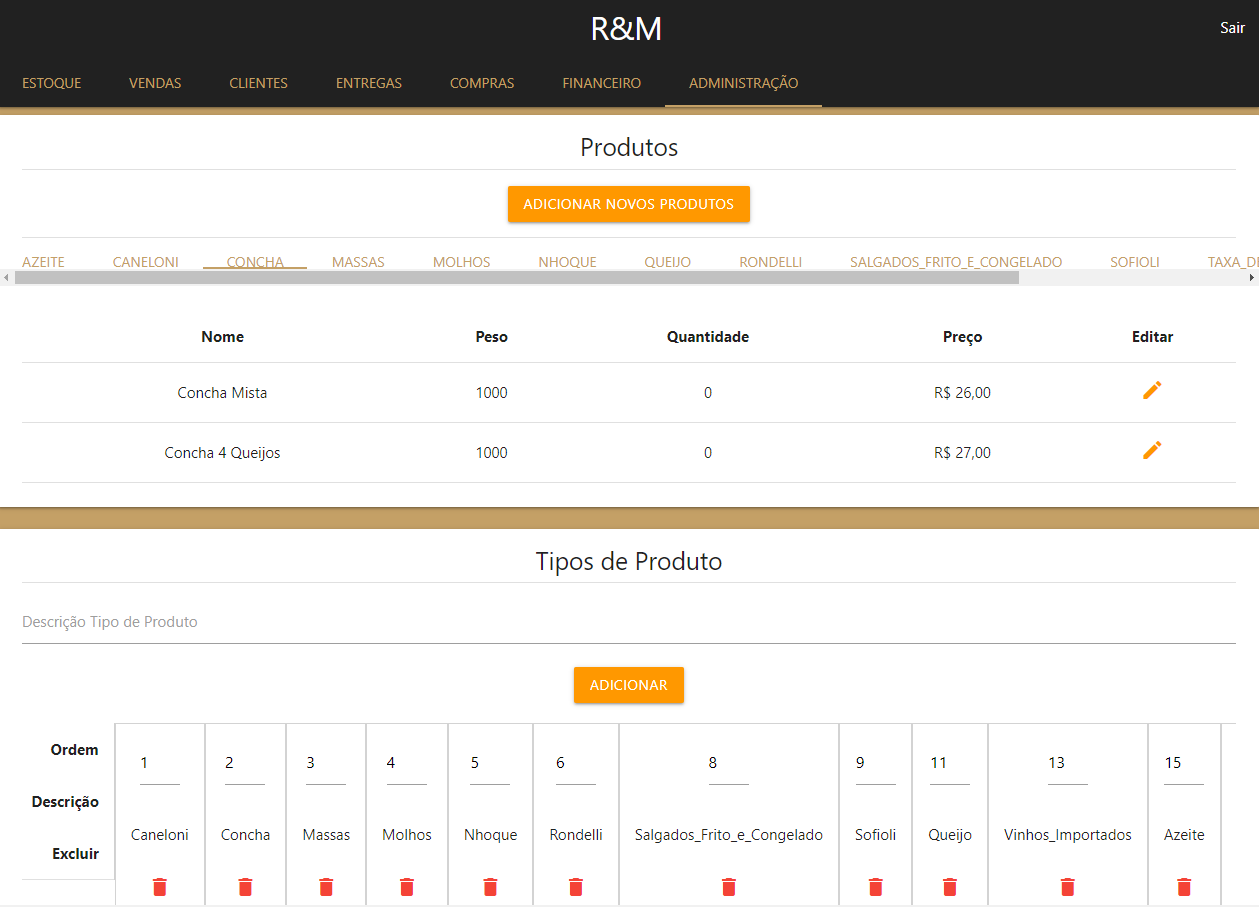 R&M
Sair
ESTOQUE VENDAS CLIENTES ENTREGAS COMPRAS FINANCEIRO ADMINISTRAÇÃO
Produtos
ADICIONAR NOVOS PRODUTOS
AZEITE CANELONI CONCHA MASSAS MOLHOS NHOQUE QUEIJO RONDELLI SALGADOS_FRITO_E_CONGELADO SOFIOLI
Nome Peso Quantidade Preço Editar
Concha Mista 1000 0 R$ 26,00
Concha 4 Queijos 1000 0 R$ 27,00
Tipos de Produto
Descrição Tipo de Produto
ADICIONAR
Ordem 1 2 3 4 5 6 8 9 11 13 15
Descrição Caneloni Concha Massas Molhos Nhoque Rondelli Salgados_Frito_e_Congelado Sofioli Queijo Vinhos_Importados Azeite
Excluir